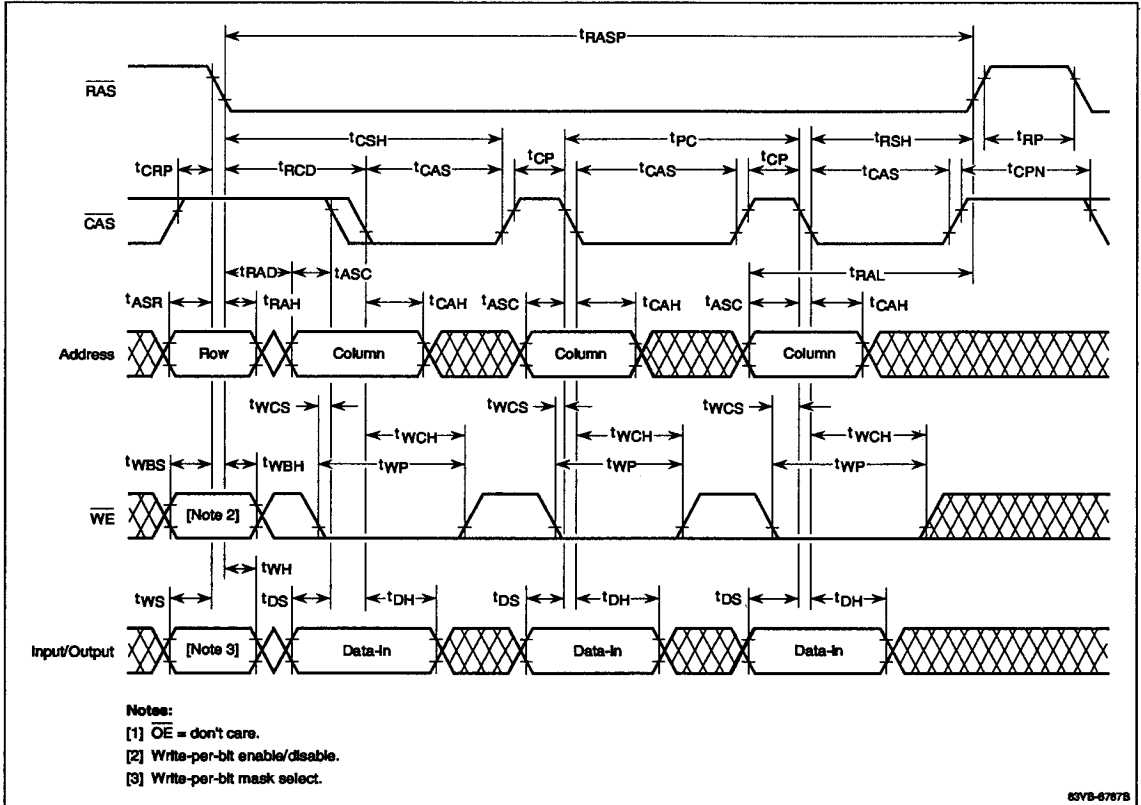 tRASP
RAS
tCSH tPC tRSH tRP
tCRP tRCD tCAS tCP tCAS tCP tCAS tCPN
CAS
tRAD tASC tRAL
tASR tRAH tCAH tASC tCAH tASC tCAH
Address Row Column Column Column
tWCS tWCS tWCS
tWCH tWCH tWCH
tWBS tWBH tWP tWP tWP
WE [Note 2]
tWH
tWS tDS tDH tDS tDH tDS tDH
Input/Output [Note 3] Data-In Data-In Data-In
Notes:
[1] OE = don't care.
[2] Write-per-bit enable/disable.
[3] Write-per-bit mask select.
83YB-6787B